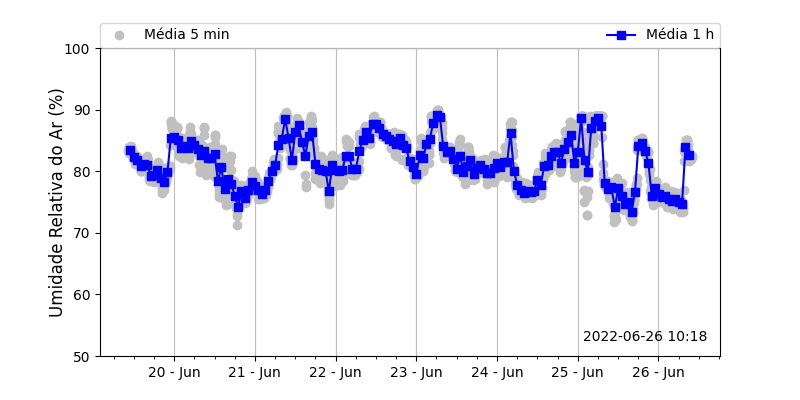 Média 5 min
Média 1 h
Umidade Relativa do Ar (%)
100
90
80
70
60
50
2022-06-26 10:18
20 - Jun
21 - Jun
22 - Jun
23 - Jun
24 - Jun
25 - Jun
26 - Jun